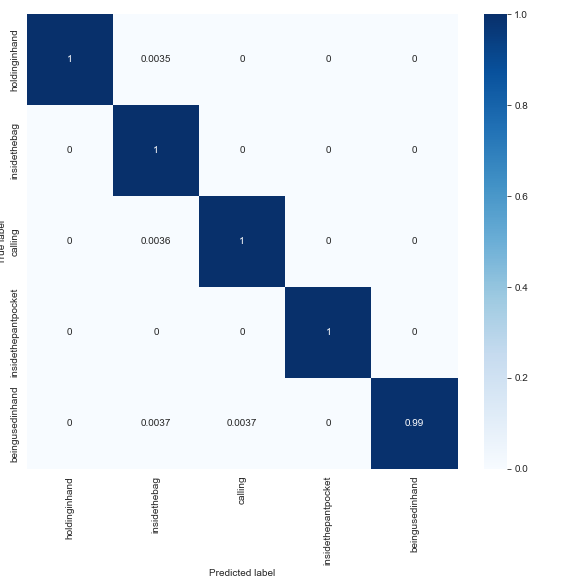 holdinginhand 1 0.0035 0 0 0
insidethebag 0 1 0 0 0
True label
calling 0 0.0036 1 0 0
insidethepantpocket 0 0 0 1 0
beingusedinhand 0 0.0037 0.0037 0 0.99
holdinginhand insidethebag calling insidethepantpocket beingusedinhand
Predicted label
1.0
0.8
0.6
0.4
0.2
0.0